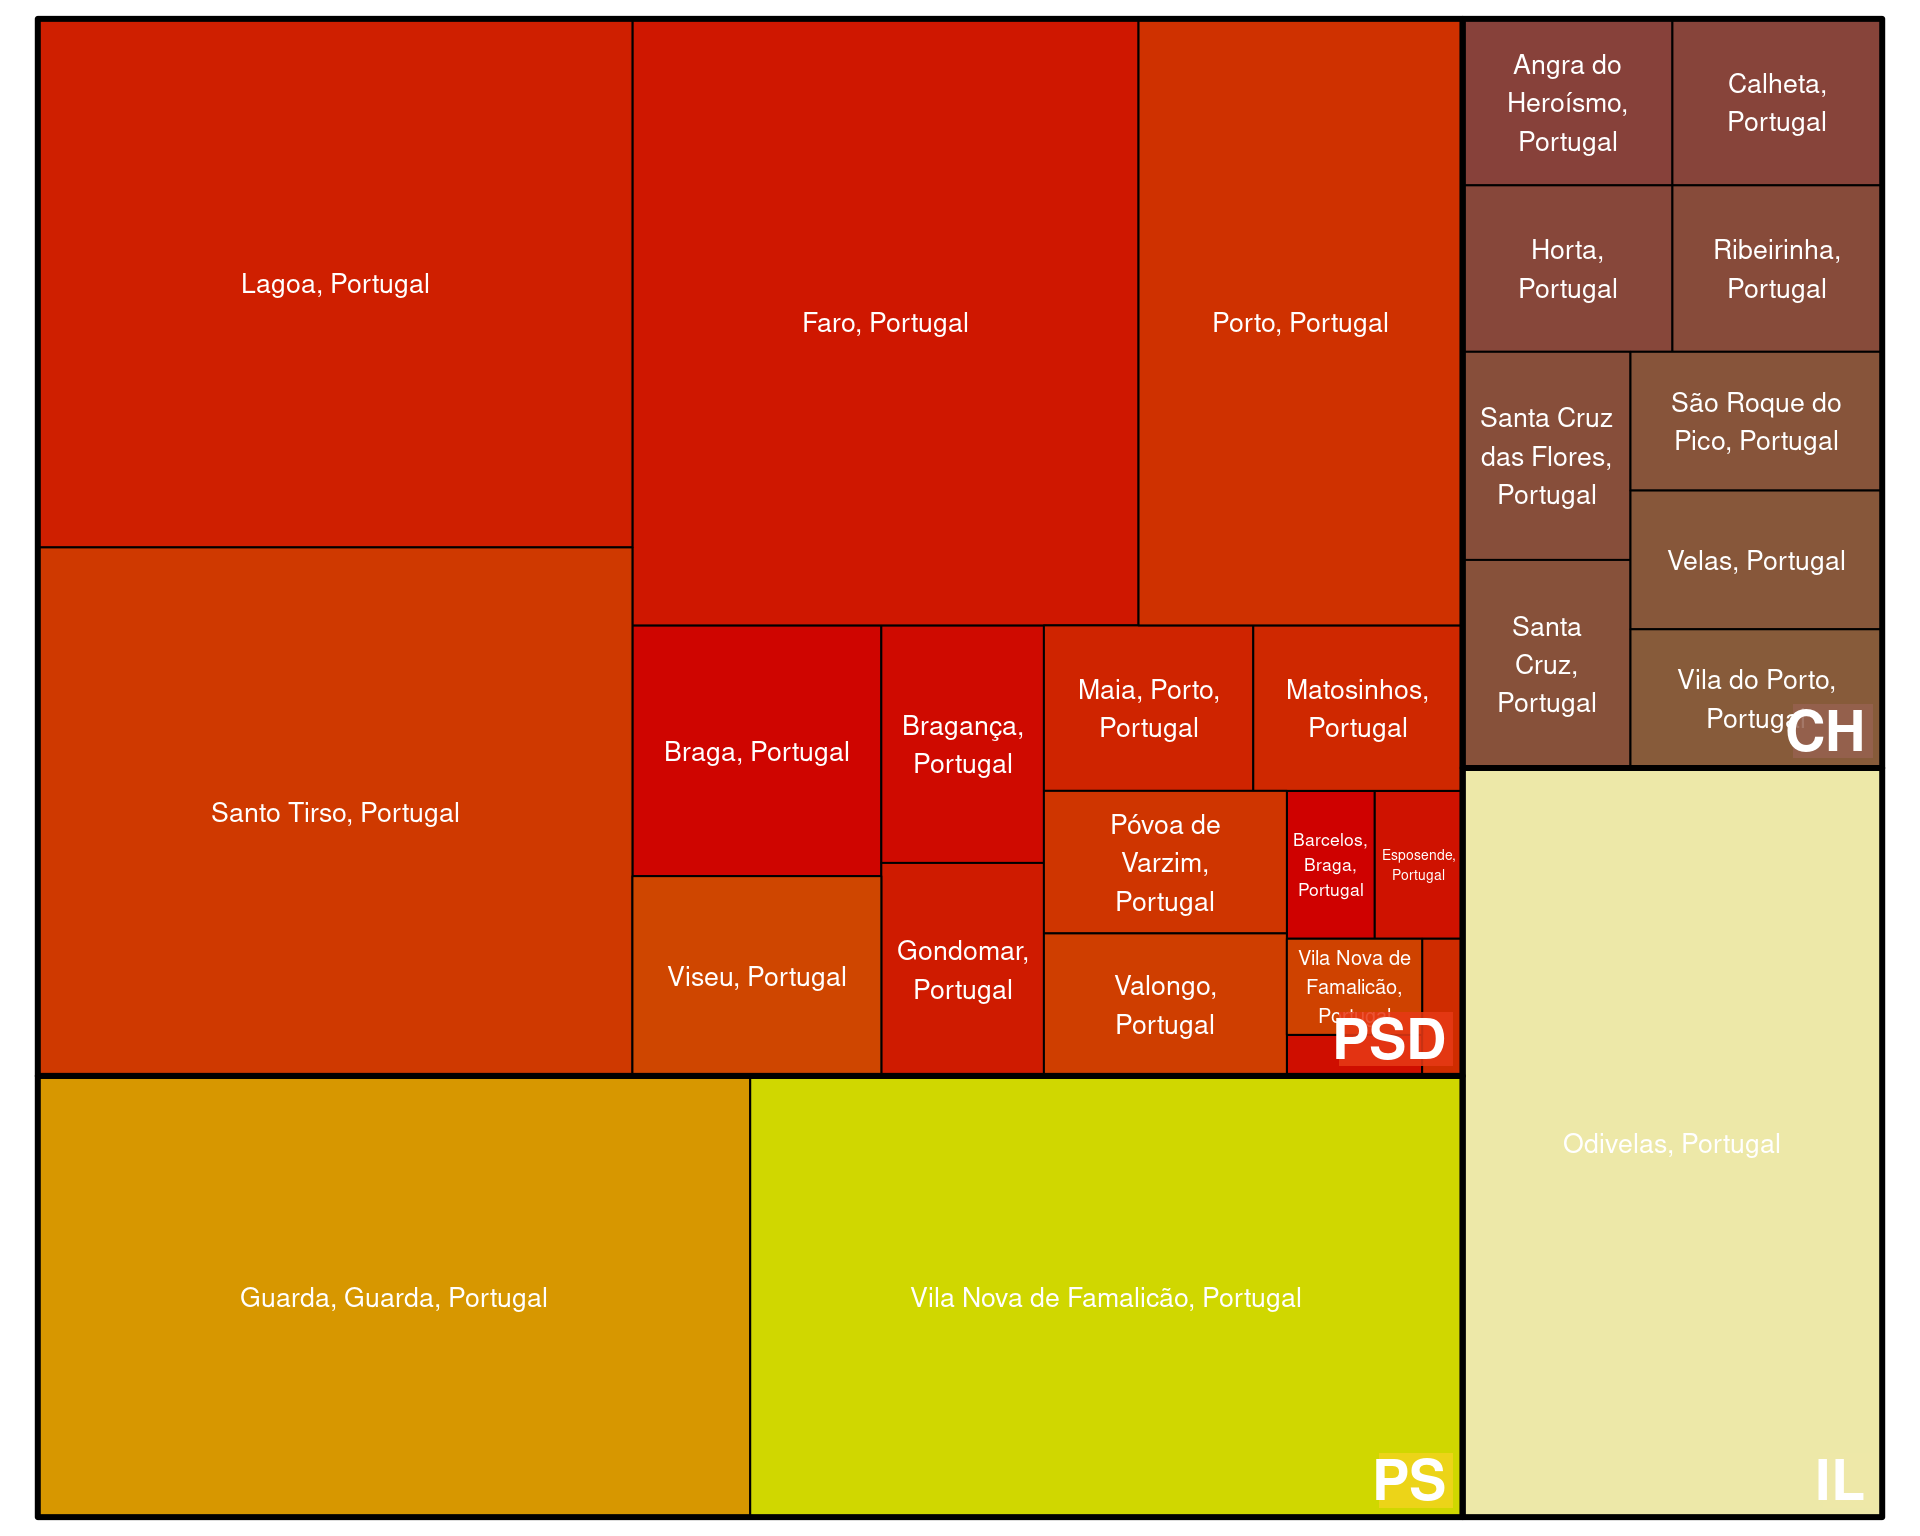 Lagoa, Portugal
Santo Tirso, Portugal
Faro, Portugal
Porto, Portugal
Braga, Portugal
Viseu, Portugal
Bragança,
Portugal
Gondomar,
Portugal
Maia, Porto,
Portugal
Matosinhos,
Portugal
Póvoa de
Varzim,
Portugal
Valongo,
Portugal
Barcelos,
Braga,
Portugal
Esposende,
Portugal
Vila Nova de
Famalicão,
Portugal
PSD
Guarda, Guarda, Portugal
Vila Nova de Famalicão, Portugal
PS
Angra do
Heroísmo,
Portugal
Calheta,
Portugal
Horta,
Portugal
Ribeirinha,
Portugal
Santa Cruz
das Flores,
Portugal
Santa
Cruz,
Portugal
São Roque do
Pico, Portugal
Velas, Portugal
Vila do Porto,
Portugal
CH
Odivelas, Portugal
IL